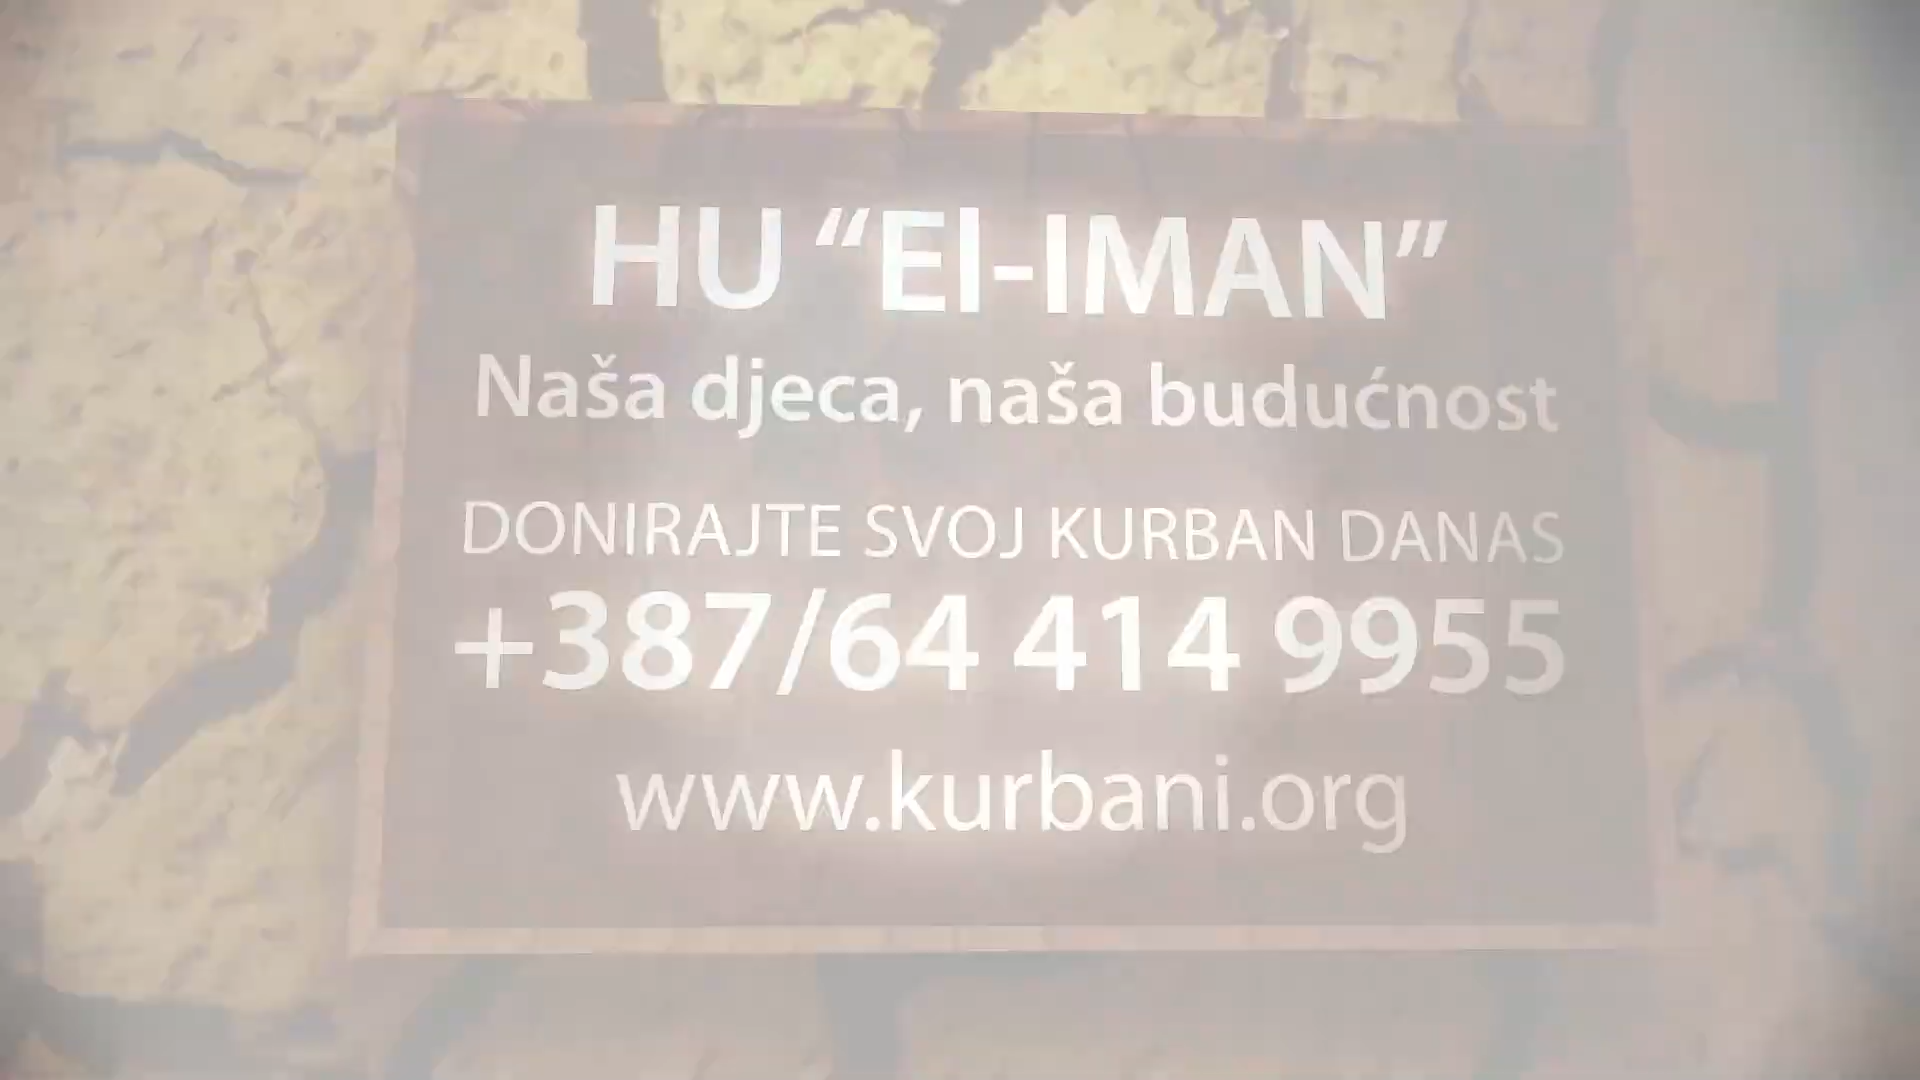 HU “El-IMAN”
Naša djeca, naša budućnost
DONIRAJTE SVOJ KURBAN DANAS
+387/64 414 9955
www.kurbani.org